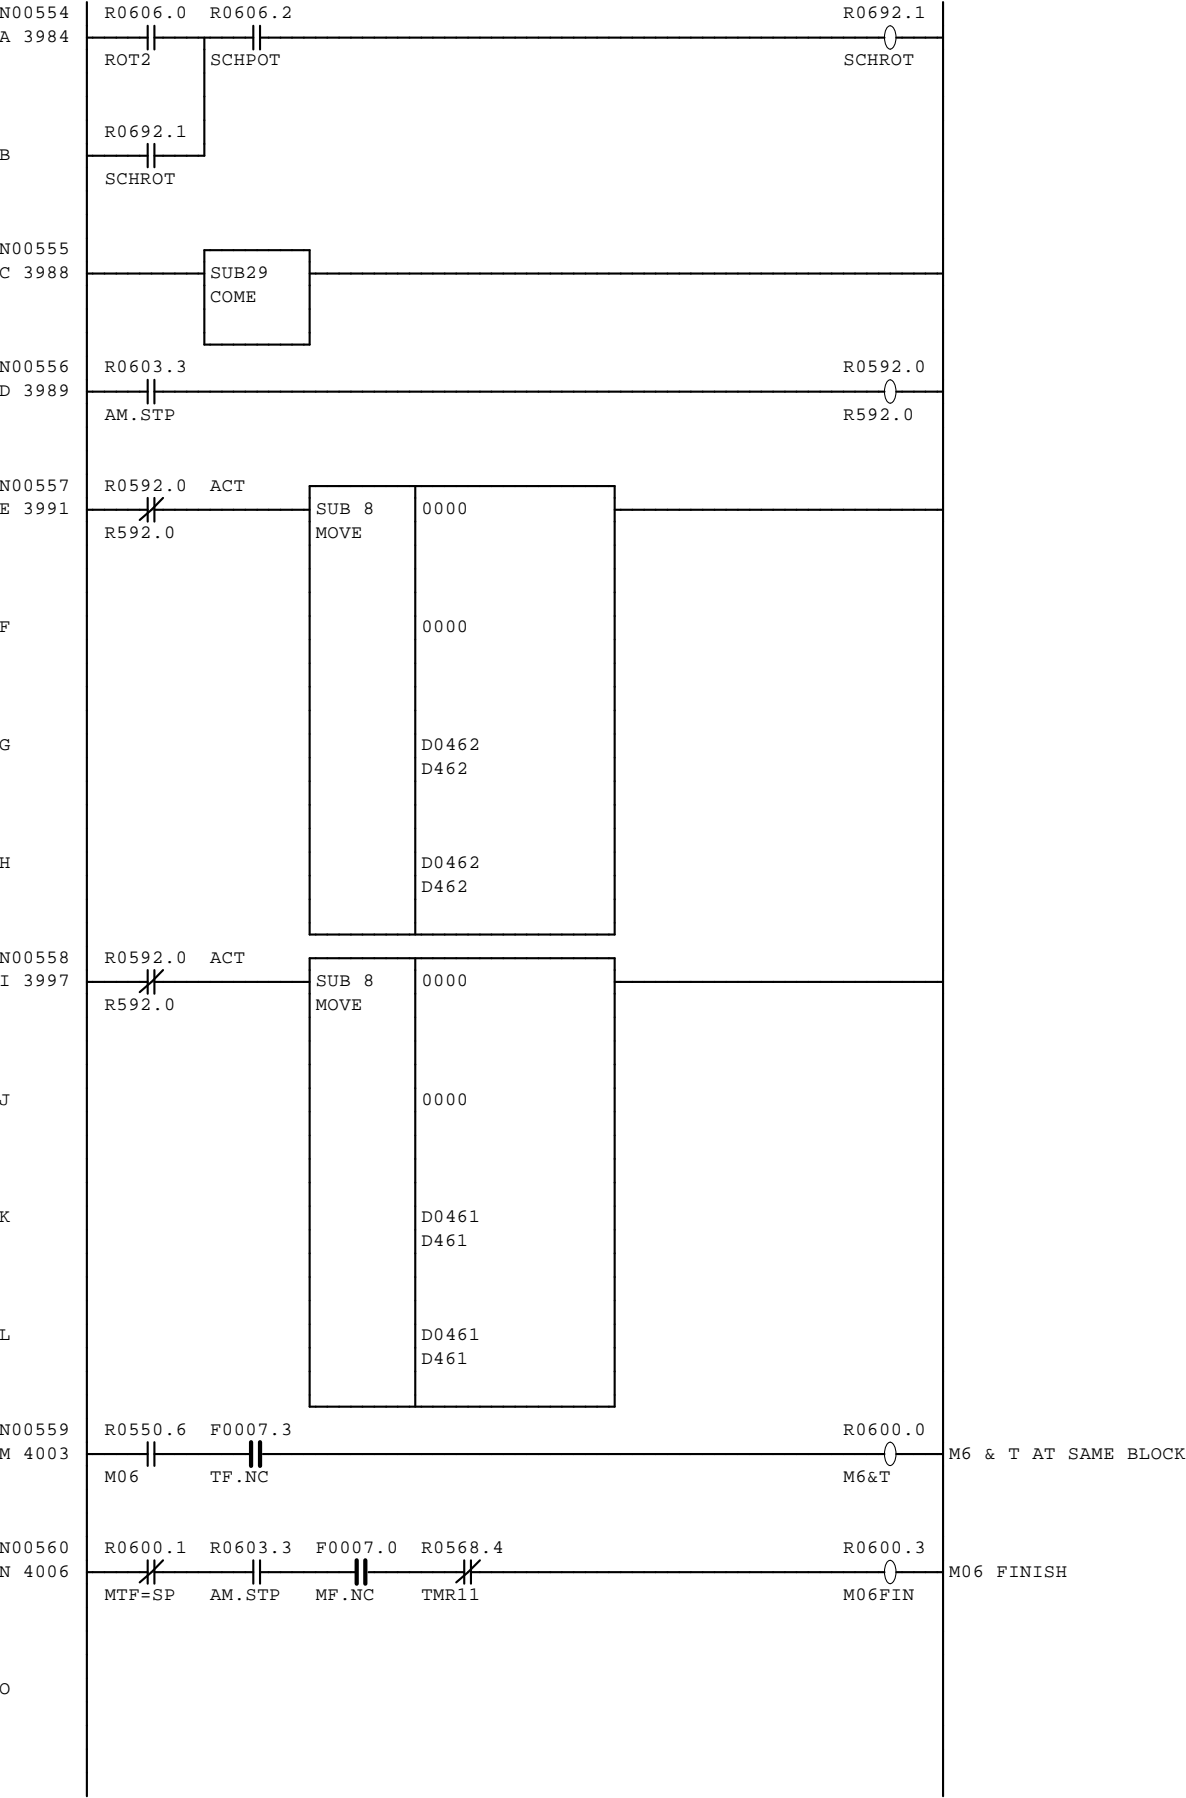 N00554 R0606.0 R0606.2 R0692.1
A 3984
ROT2 SCHPOT SCHROT
R0692.1
B
SCHROT
N00555
C 3988 SUB29
COME
N00556 R0603.3 R0592.0
D 3989
AM.STP R592.0
N00557 R0592.0 ACT
E 3991 SUB 8 0000
R592.0 MOVE
F 0000
G D0462
D462
H D0462
D462
N00558 R0592.0 ACT
I 3997 SUB 8 0000
R592.0 MOVE
J 0000
K D0461
D461
L D0461
D461
N00559 R0550.6 F0007.3 R0600.0
M 4003 M6 & T AT SAME BLOCK
M06 TF.NC M6&T
N00560 R0600.1 R0603.3 F0007.0 R0568.4 R0600.3
N 4006 M06 FINISH
MTF=SP AM.STP MF.NC TMR11 M06FIN
O